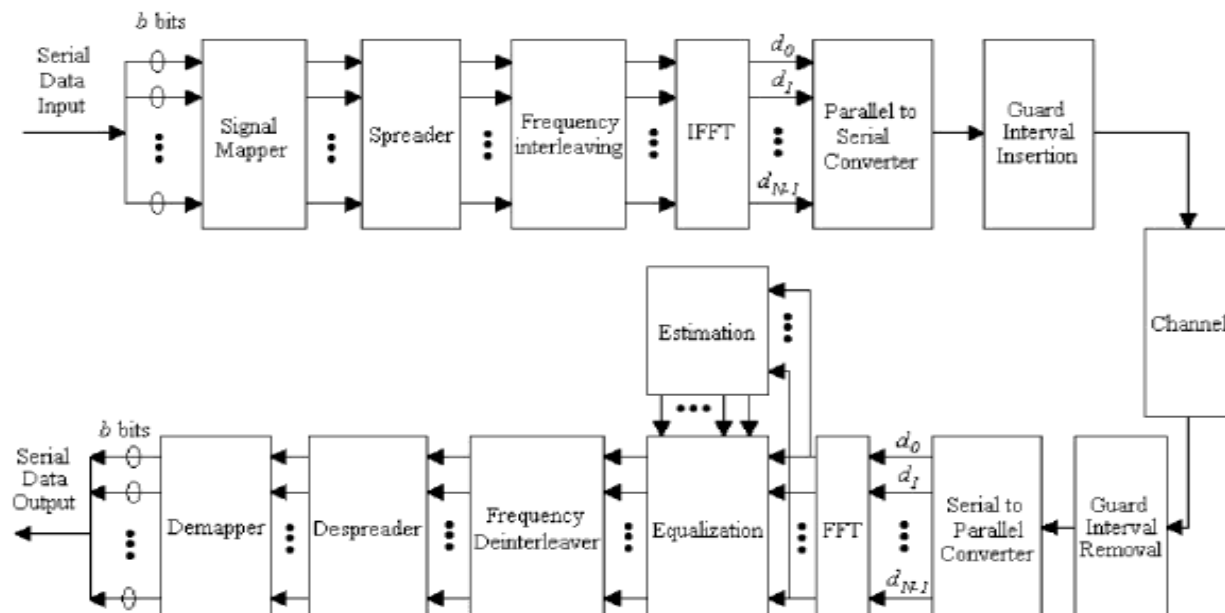 b bits
Serial
Data
Input
Signal
Mapper
Spreader
Frequency
interleaving
IFFT
d0
d1
dN-1
Parallel to
Serial
Converter
Guard
Interval
Insertion
Channel
Estimation
b bits
Serial
Data
Output
Demapper
Despreader
Frequency
Deinterleaver
Equalization
FFT
d0
d1
dN-1
Serial to
Parallel
Converter
Guard
Interval
Removal